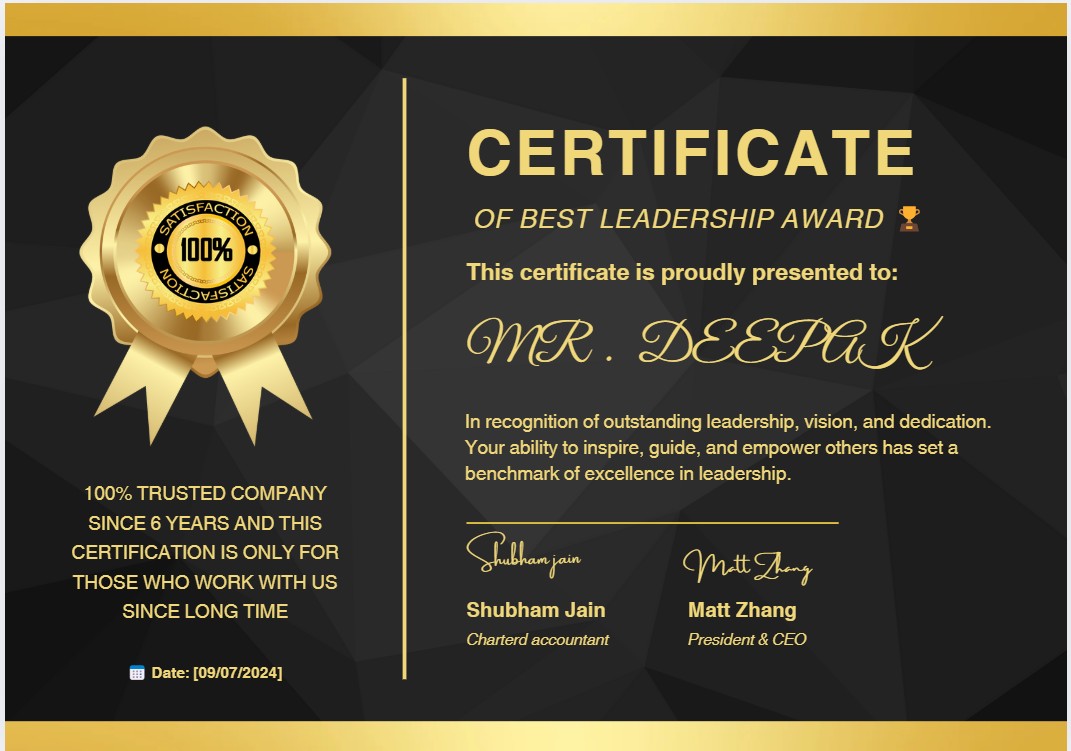 SATISFACTION
100%
SATISFACTION
100% TRUSTED COMPANY
SINCE 6 YEARS AND THIS
CERTIFICATION IS ONLY FOR
THOSE WHO WORK WITH US
SINCE LONG TIME
Date: [09/07/2024]
CERTIFICATE
OF BEST LEADERSHIP AWARD 🏆
This certificate is proudly presented to:
MR . DEEPAK
In recognition of outstanding leadership, vision, and dedication.
Your ability to inspire, guide, and empower others has set a
benchmark of excellence in leadership.
Shubham jain
Matt Zhang
Shubham Jain
Matt Zhang
Charterd accountant
President & CEO